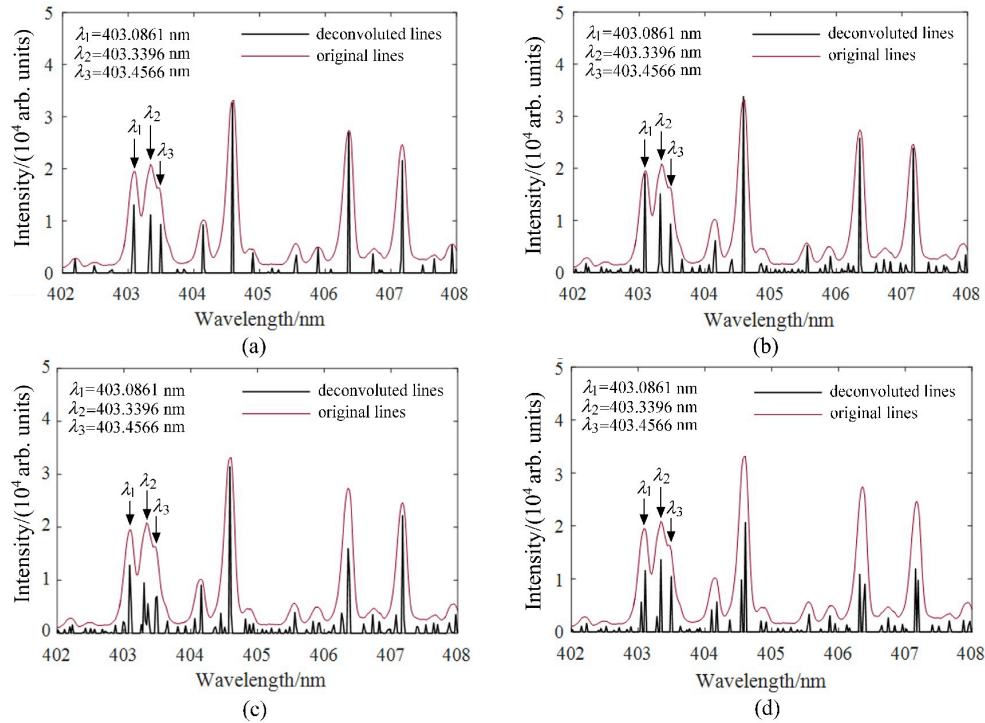 5
4
3
2
1
0
Intensity/(10⁴ arb. units)
λ₁=403.0861 nm
λ₂=403.3396 nm
λ₃=403.4566 nm
deconvoluted lines
original lines
λ₁
λ₂
λ₃
402 403 404 405 406 407 408
Wavelength/nm
(a)
5
4
3
2
1
0
Intensity/(10⁴ arb. units)
λ₁=403.0861 nm
λ₂=403.3396 nm
λ₃=403.4566 nm
deconvoluted lines
original lines
λ₁
λ₂
λ₃
402 403 404 405 406 407 408
Wavelength/nm
(b)
5
4
3
2
1
0
Intensity/(10⁴ arb. units)
λ₁=403.0861 nm
λ₂=403.3396 nm
λ₃=403.4566 nm
deconvoluted lines
original lines
λ₁
λ₂
λ₃
402 403 404 405 406 407 408
Wavelength/nm
(c)
5
4
3
2
1
0
Intensity/(10⁴ arb. units)
λ₁=403.0861 nm
λ₂=403.3396 nm
λ₃=403.4566 nm
deconvoluted lines
original lines
λ₁
λ₂
λ₃
402 403 404 405 406 407 408
Wavelength/nm
(d)